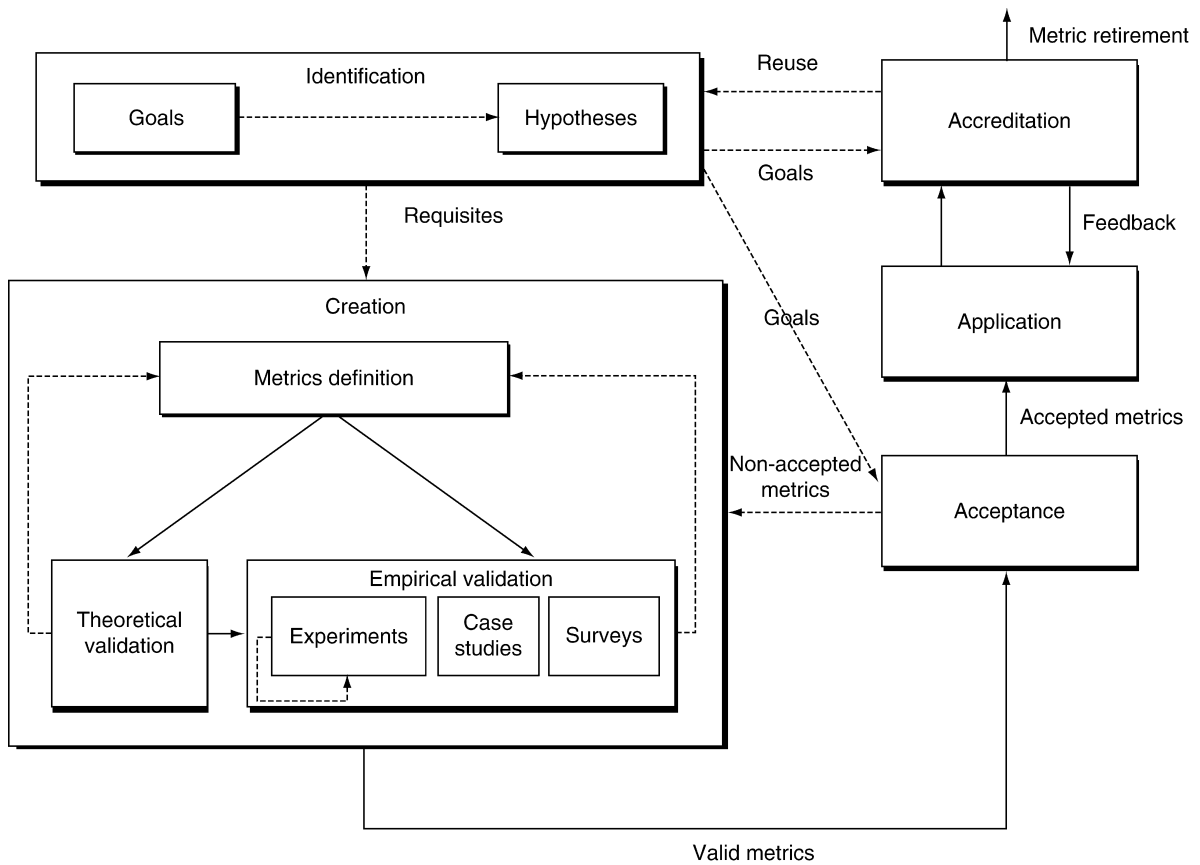 Metric retirement
Identification
Goals
Hypotheses
Reuse
Accreditation
Goals
Requisites
Feedback
Creation
Goals
Application
Metrics definition
Accepted metrics
Non-accepted
metrics
Acceptance
Empirical validation
Theoretical
validation
Experiments
Case
studies
Surveys
Valid metrics